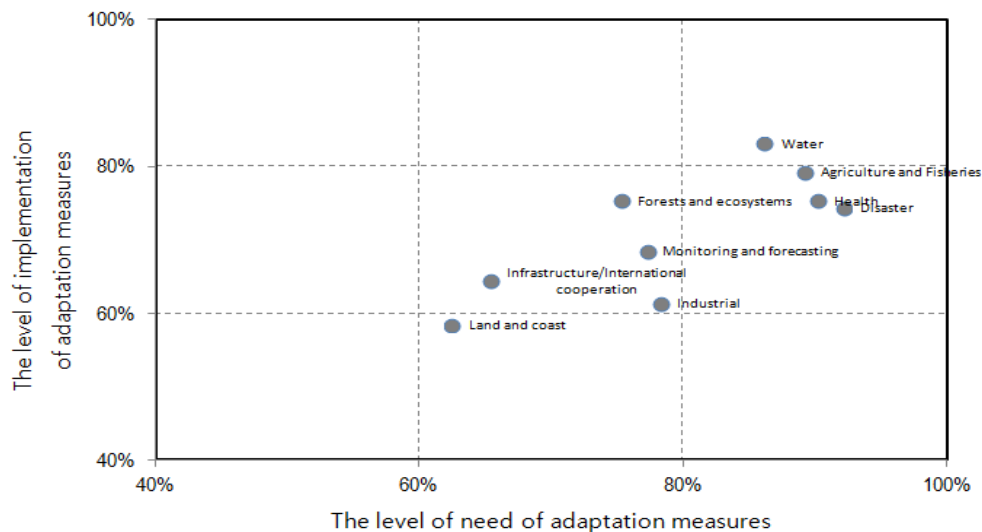 100%
80%
60%
40%
40%
60%
80%
100%
The level of implementation
of adaptation measures
The level of need of adaptation measures
Water
Agriculture and Fisheries
Forests and ecosystems
Health
Disaster
Monitoring and forecasting
Infrastructure/International
cooperation
Industrial
Land and coast